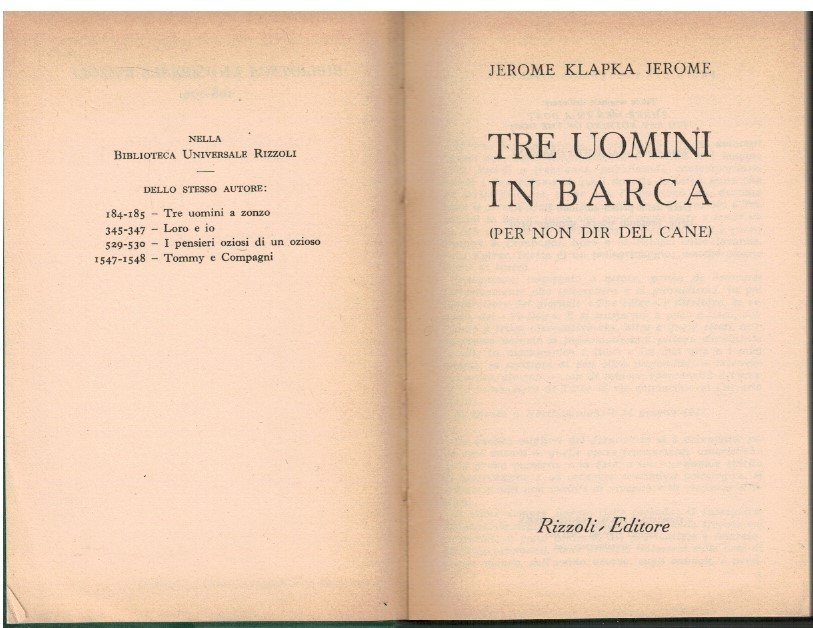 NELLA
BIBLIOTECA UNIVERSALE RIZZOLI
DELLO STESSO AUTORE:
184-185 – Tre uomini a zonzo
345-347 – Loro e io
529-530 – I pensieri oziosi di un ozioso
1547-1548 – Tommy e Compagni
JEROME KLAPKA JEROME
TRE UOMINI
IN BARCA
(PER NON DIR DEL CANE)
Rizzoli - Editore